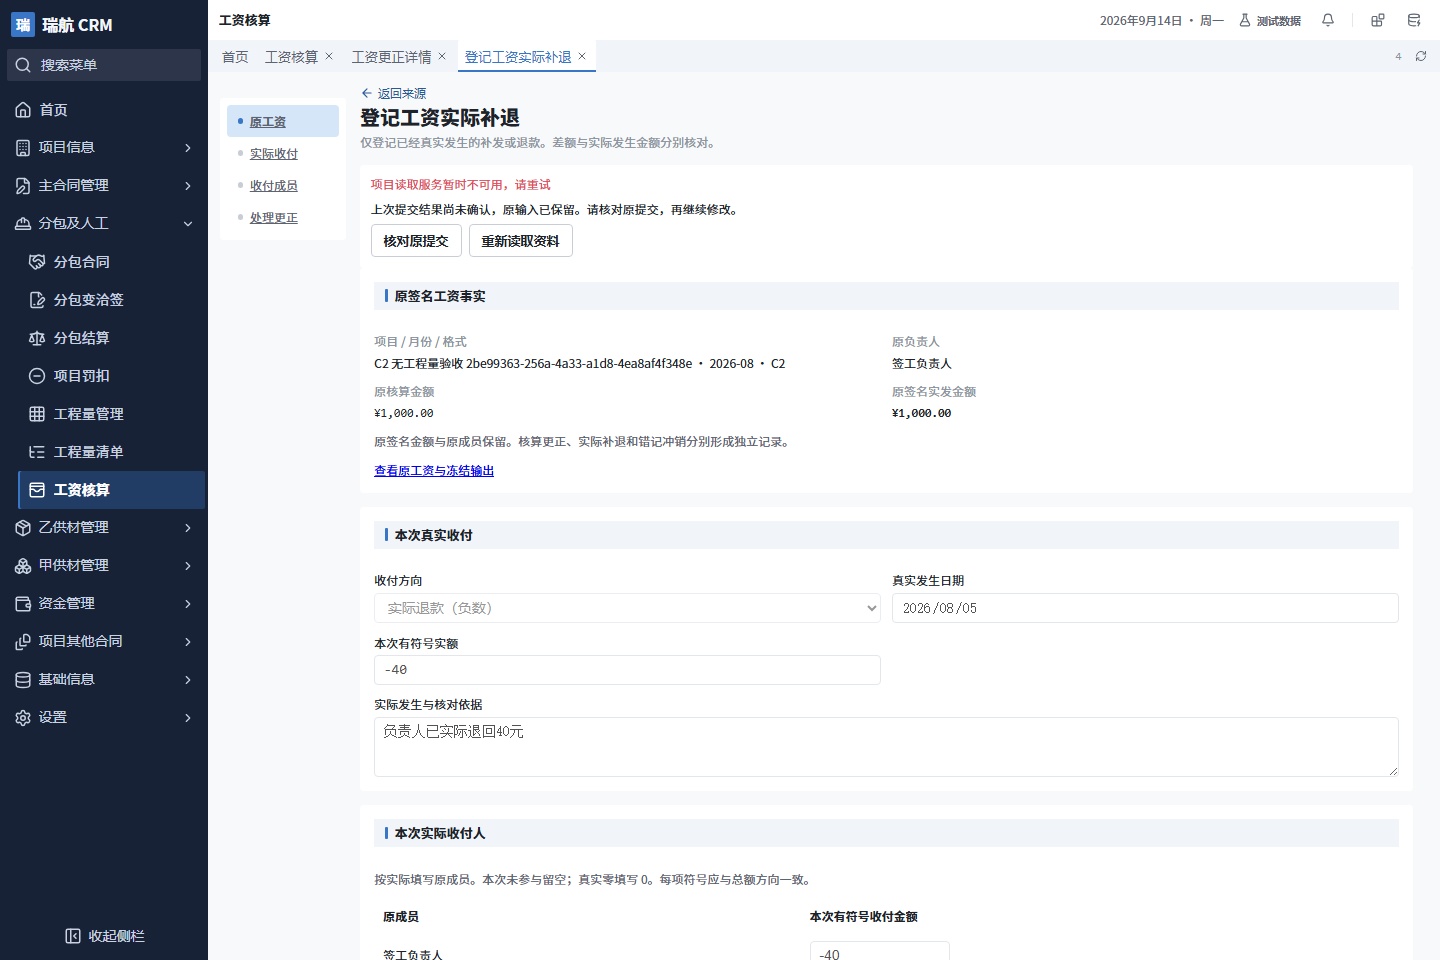 瑞 瑞航 CRM
搜索菜单
首页
项目信息
主合同管理
分包及人工
分包合同
分包变洽签
分包结算
项目罚扣
工程量管理
工程量清单
工资核算
乙供材管理
甲供材管理
资金管理
项目其他合同
基础信息
设置
收起侧栏
工资核算
2026年9月14日 • 周一 测试数据
首页 工资核算 × 工资更正详情 × 登记工资实际补退 × 4
原工资
实际收付
收付成员
处理更正
← 返回来源
登记工资实际补退
仅登记已经真实发生的补发或退款。差额与实际发生金额分别核对。
项目读取服务暂时不可用，请重试
上次提交结果尚未确认，原输入已保留。请核对原提交，再继续修改。
核对原提交 重新读取资料
原签名工资事实
项目 / 月份 / 格式 原负责人
C2 无工程量验收 2be99363-256a-4a33-a1d8-4ea8af4f348e • 2026-08 • C2 签工负责人
原核算金额 原签名实发金额
¥1,000.00 ¥1,000.00
原签名金额与原成员保留。核算更正、实际补退和错记冲销分别形成独立记录。
查看原工资与冻结输出
本次真实收付
收付方向 真实发生日期
实际退款（负数） 2026/08/05
本次有符号实额
-40
实际发生与核对依据
负责人已实际退回40元
本次实际收付人
按实际填写原成员。本次未参与留空；真实零填写 0。每项符号应与总额方向一致。
原成员 本次有符号收付金额
签工负责人 -40